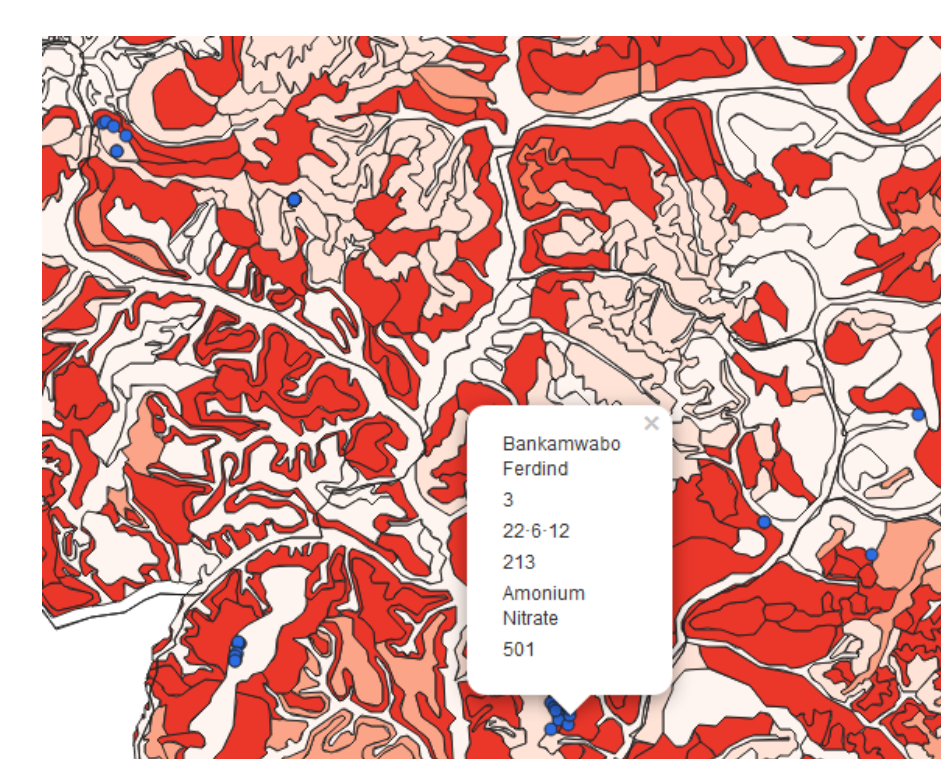 ×
Bankamwabo
Ferdind
3
22·6·12
213
Amonium
Nitrate
501